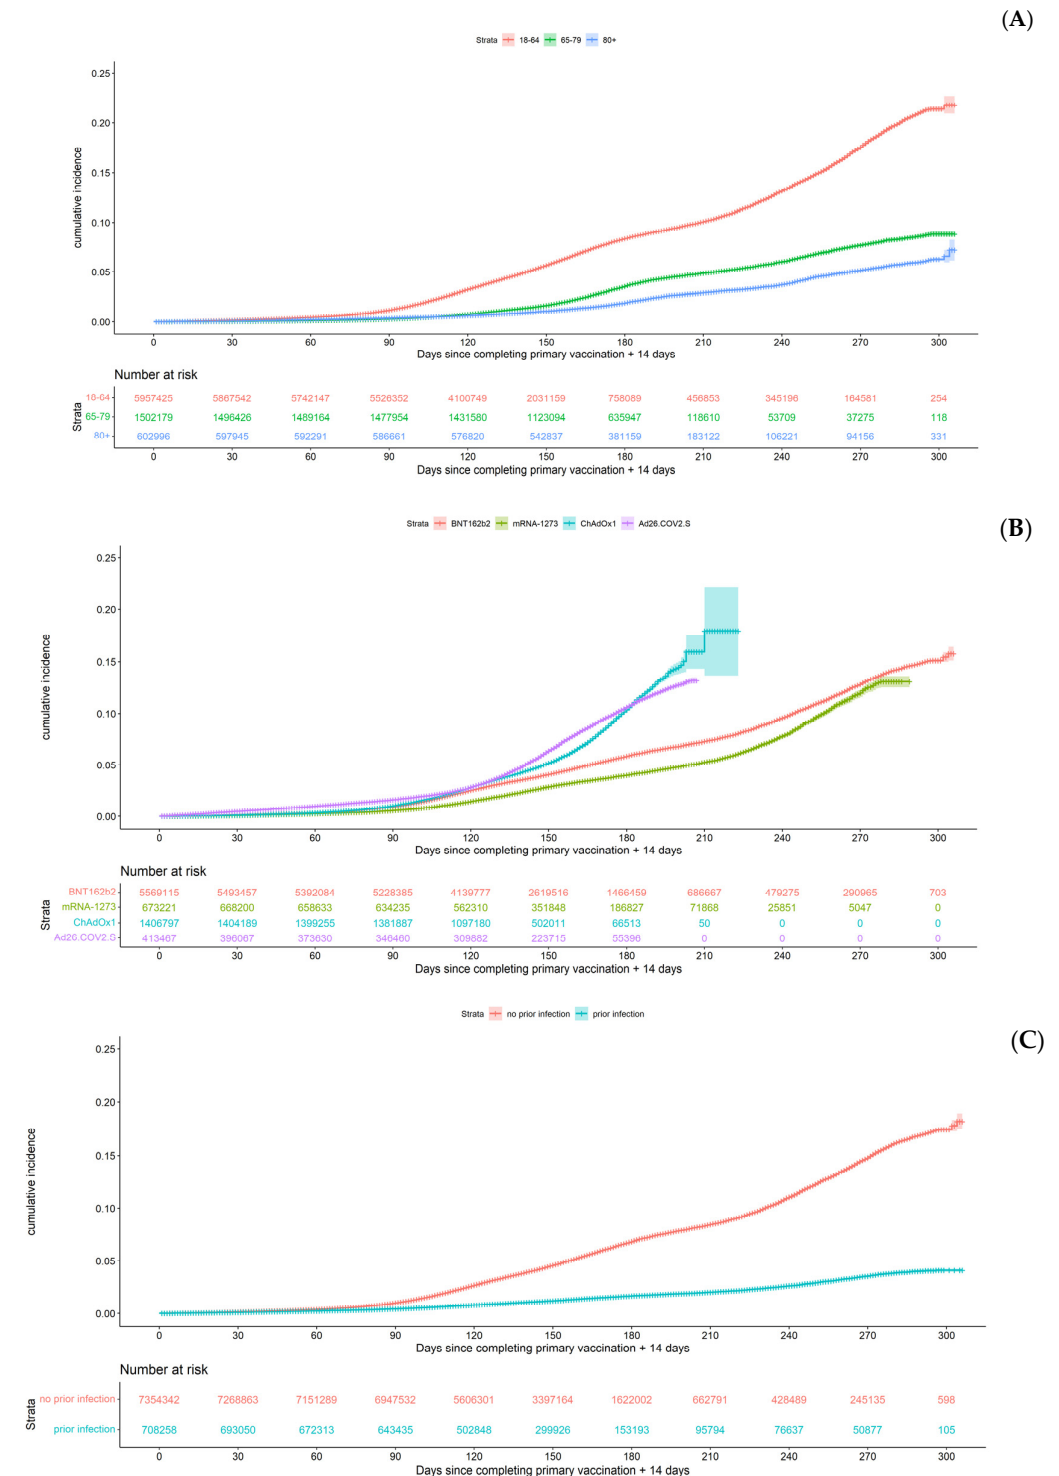 (A)
Strata 18-64 65-79 80+
0.25
0.20
0.15
0.10
0.05
0.00
cumulative incidence
0 30 60 90 120 150 180 210 240 270 300
Days since completing primary vaccination + 14 days
Number at risk
Strata
18-64 5957425 5867542 5742147 5526352 4100749 2031159 758089 456853 345196 164581 254
65-79 1502179 1496426 1489164 1477954 1431580 1123094 635947 118610 53709 37275 118
80+ 602996 597945 592291 586661 576820 542837 381159 183122 106221 94156 331
0 30 60 90 120 150 180 210 240 270 300
Days since completing primary vaccination + 14 days
(B)
Strata BNT162b2 mRNA-1273 ChAdOx1 Ad26.COV2.S
0.25
0.20
0.15
0.10
0.05
0.00
cumulative incidence
0 30 60 90 120 150 180 210 240 270 300
Days since completing primary vaccination + 14 days
Number at risk
Strata
BNT162b2 5569115 5493457 5392084 5228385 4139777 2619516 1466459 686667 479275 290965 703
mRNA-1273 673221 668200 658633 634235 562310 351848 186827 71868 25851 5047 0
ChAdOx1 1406797 1404189 1399255 1381887 1097180 502011 66513 50 0 0 0
Ad26.COV2.S 413467 396067 373630 346460 309882 223715 55396 0 0 0 0
0 30 60 90 120 150 180 210 240 270 300
Days since completing primary vaccination + 14 days
(C)
Strata no prior infection prior infection
0.25
0.20
0.15
0.10
0.05
0.00
cumulative incidence
0 30 60 90 120 150 180 210 240 270 300
Days since completing primary vaccination + 14 days
Number at risk
Strata
no prior infection 7354342 7268863 7151289 6947532 5606301 3397164 1622002 662791 428489 245135 598
prior infection 708258 693050 672313 643435 502848 299926 153193 95794 76637 50877 105
0 30 60 90 120 150 180 210 240 270 300
Days since completing primary vaccination + 14 days